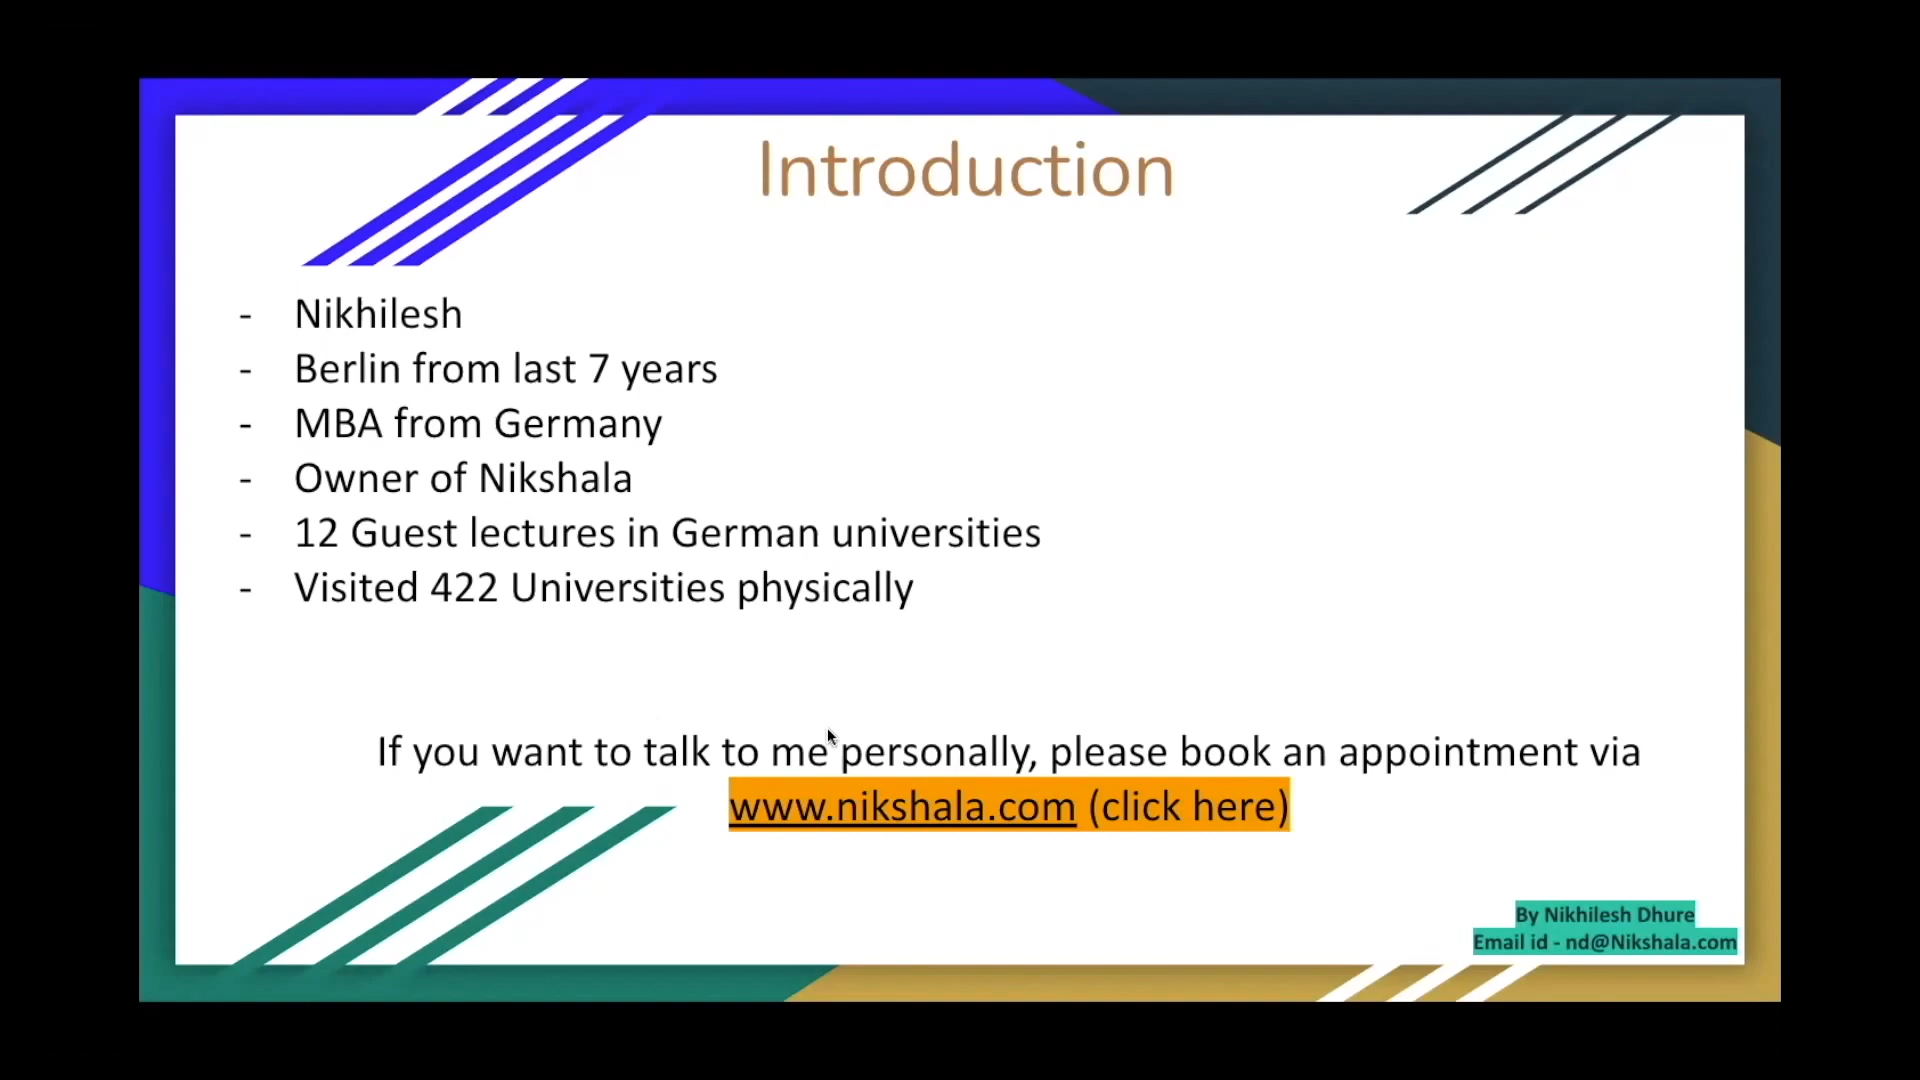 Introduction
- Nikhilesh
- Berlin from last 7 years
- MBA from Germany
- Owner of Nikshala
- 12 Guest lectures in German universities
- Visited 422 Universities physically
If you want to talk to me personally, please book an appointment via
www.nikshala.com (click here)
By Nikhilesh Dhure
Email id - nd@Nikshala.com